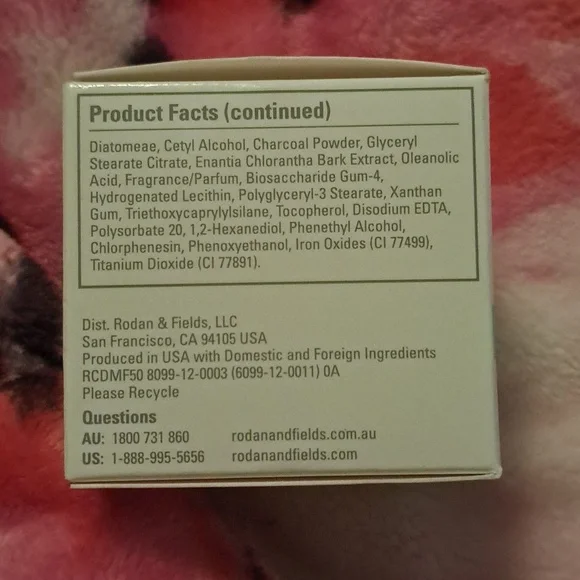 Product Facts (continued)
Diatomeae, Cetyl Alcohol, Charcoal Powder, Glyceryl
Stearate Citrate, Enantia Chlorantha Bark Extract, Oleanolic
Acid, Fragrance/Parfum, Biosaccharide Gum-4,
Hydrogenated Lecithin, Polyglyceryl-3 Stearate, Xanthan
Gum, Triethoxycaprylylsilane, Tocopherol, Disodium EDTA,
Polysorbate 20, 1,2-Hexanediol, Phenethyl Alcohol,
Chlorphenesin, Phenoxyethanol, Iron Oxides (CI 77499),
Titanium Dioxide (CI 77891).
Dist. Rodan & Fields, LLC
San Francisco, CA 94105 USA
Produced in USA with Domestic and Foreign Ingredients
RCDMF50 8099-12-0003 (6099-12-0011) 0A
Please Recycle
Questions
AU: 1800 731 860 rodanandfields.com.au
US: 1-888-995-5656 rodanandfields.com